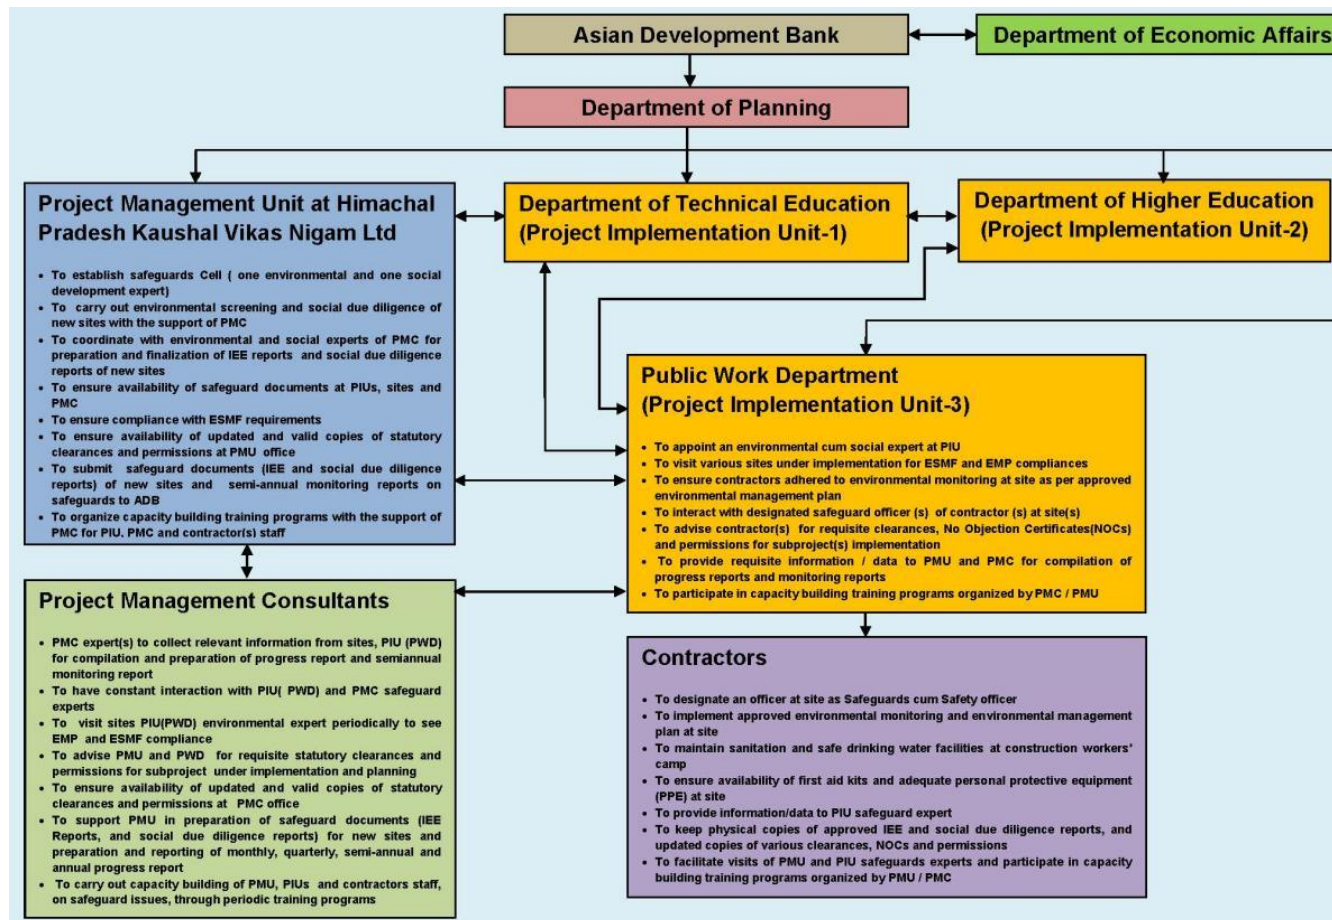 Asian Development Bank
Department of Economic Affairs
Department of Planning
Project Management Unit at Himachal
Pradesh Kaushal Vikas Nigam Ltd
• To establish safeguards Cell ( one environmental and one social
development expert)
• To carry out environmental screening and social due diligence of
new sites with the support of PMC
• To coordinate with environmental and social experts of PMC for
preparation and finalization of IEE reports and social due diligence
reports of new sites
• To ensure availability of safeguard documents at PIUs, sites and
PMC
• To ensure compliance with ESMF requirements
• To ensure availability of updated and valid copies of statutory
clearances and permissions at PMU office
• To submit safeguard documents (IEE and social due diligence
reports) of new sites and semi-annual monitoring reports on
safeguards to ADB
• To organize capacity building training programs with the support of
PMC for PIU, PMC and contractor(s) staff
Department of Technical Education
(Project Implementation Unit-1)
Department of Higher Education
(Project Implementation Unit-2)
Public Work Department
(Project Implementation Unit-3)
• To appoint an environmental cum social expert at PIU
• To visit various sites under implementation for ESMF and EMP compliances
• To ensure contractors adhered to environmental monitoring at site as per approved
environmental management plan
• To interact with designated safeguard officer (s) of contractor (s) at site(s)
• To advise contractor(s) for requisite clearances, No Objection Certificates(NOCs)
and permissions for subproject(s) implementation
• To provide requisite information / data to PMU and PMC for compilation of
progress reports and monitoring reports
• To participate in capacity building training programs organized by PMC / PMU
Project Management Consultants
• PMC expert(s) to collect relevant information from sites, PIU (PWD)
for compilation and preparation of progress report and semiannual
monitoring report
• To have constant interaction with PIU( PWD) and PMC safeguard
experts
• To visit sites PIU(PWD) environmental expert periodically to see
EMP and ESMF compliance
• To advise PMU and PWD for requisite statutory clearances and
permissions for subproject under implementation and planning
• To ensure availability of updated and valid copies of statutory
clearances and permissions at PMC office
• To support PMU in preparation of safeguard documents (IEE
Reports, and social due diligence reports) for new sites and
preparation and reporting of monthly, quarterly, semi-annual and
annual progress report
• To carry out capacity building of PMU, PIUs and contractors staff,
on safeguard issues, through periodic training programs
Contractors
• To designate an officer at site as Safeguards cum Safety officer
• To implement approved environmental monitoring and environmental management
plan at site
• To maintain sanitation and safe drinking water facilities at construction workers'
camp
• To ensure availability of first aid kits and adequate personal protective equipment
(PPE) at site
• To provide information/data to PIU safeguard expert
• To keep physical copies of approved IEE and social due diligence reports, and
updated copies of various clearances, NOCs and permissions
• To facilitate visits of PMU and PIU safeguards experts and participate in capacity
building training programs organized by PMU / PMC